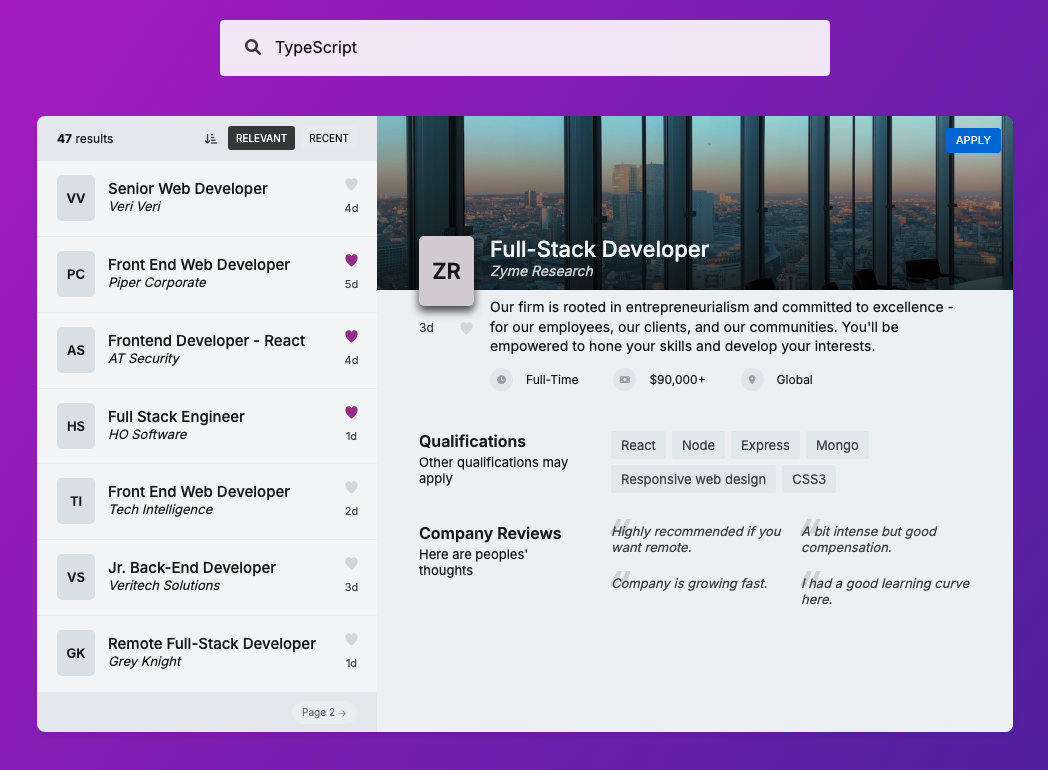 TypeScript
47 results
RELEVANT
RECENT
VV
Senior Web Developer
Veri Veri
4d
PC
Front End Web Developer
Piper Corporate
5d
AS
Frontend Developer - React
AT Security
4d
HS
Full Stack Engineer
HO Software
1d
TI
Front End Web Developer
Tech Intelligence
2d
VS
Jr. Back-End Developer
Veritech Solutions
3d
GK
Remote Full-Stack Developer
Grey Knight
1d
Page 2 →
APPLY
ZR
Full-Stack Developer
Zyme Research
3d
Our firm is rooted in entrepreneurialism and committed to excellence -
for our employees, our clients, and our communities. You'll be
empowered to hone your skills and develop your interests.
Full-Time
$90,000+
Global
Qualifications
Other qualifications may
apply
React
Node
Express
Mongo
Responsive web design
CSS3
Company Reviews
Here are peoples'
thoughts
"
Highly recommended if you
want remote.
"
A bit intense but good
compensation.
"
Company is growing fast.
"
I had a good learning curve
here.